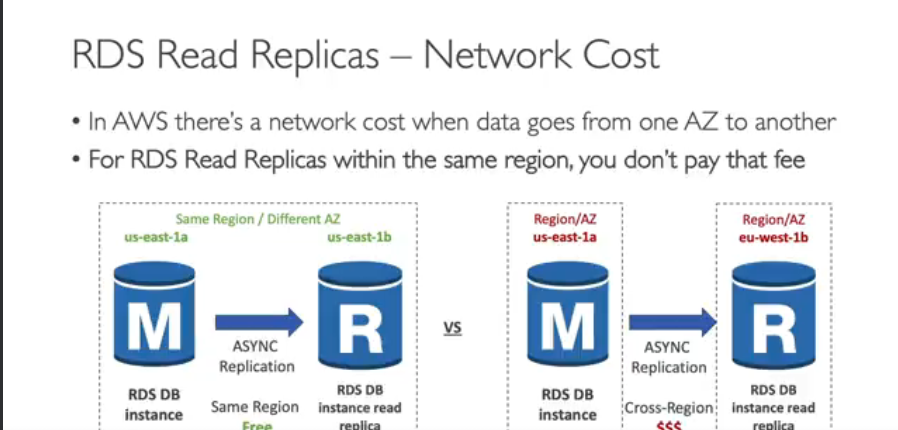 RDS Read Replicas – Network Cost
• In AWS there's a network cost when data goes from one AZ to another
• For RDS Read Replicas within the same region, you don't pay that fee
Same Region / Different AZ
us-east-1a
us-east-1b
M
ASYNC
Replication
R
RDS DB
instance
Same Region
Free
RDS DB
instance read
replica
vs
Region/AZ
us-east-1a
M
RDS DB
instance
ASYNC
Replication
Cross-Region
$$$
Region/AZ
eu-west-1b
R
RDS DB
instance read
replica